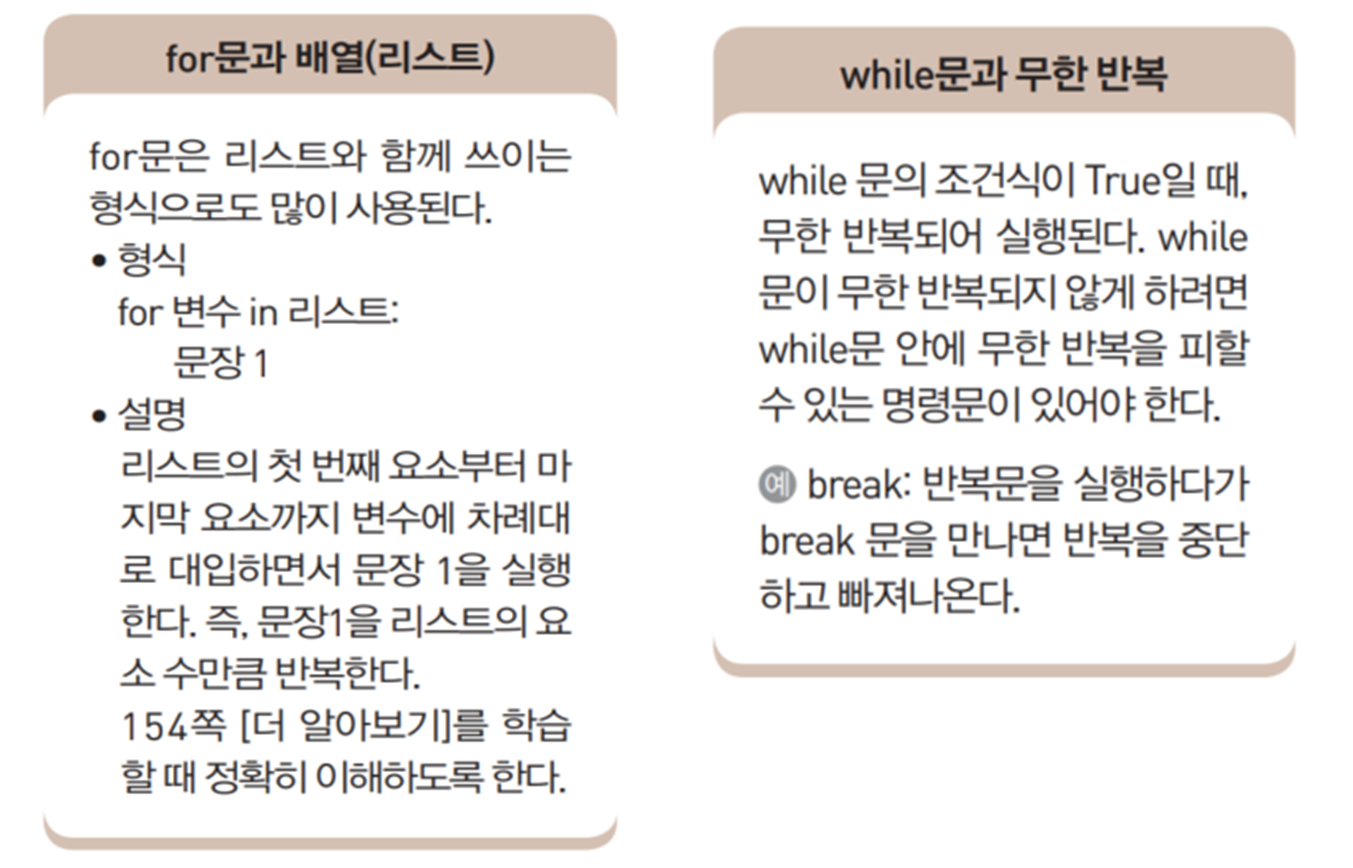 for문과 배열(리스트)
for문은 리스트와 함께 쓰이는
형식으로도 많이 사용된다.
• 형식
for 변수 in 리스트:
문장 1
• 설명
리스트의 첫 번째 요소부터 마
지막 요소까지 변수에 차례대
로 대입하면서 문장 1을 실행
한다. 즉, 문장1을 리스트의 요
소 수만큼 반복한다.
154쪽 [더 알아보기]를 학습
할 때 정확히 이해하도록 한다.
while문과 무한 반복
while 문의 조건식이 True일 때,
무한 반복되어 실행된다. while
문이 무한 반복되지 않게 하려면
while문 안에 무한 반복을 피할
수 있는 명령문이 있어야 한다.
예 break: 반복문을 실행하다가
break 문을 만나면 반복을 중단
하고 빠져나온다.